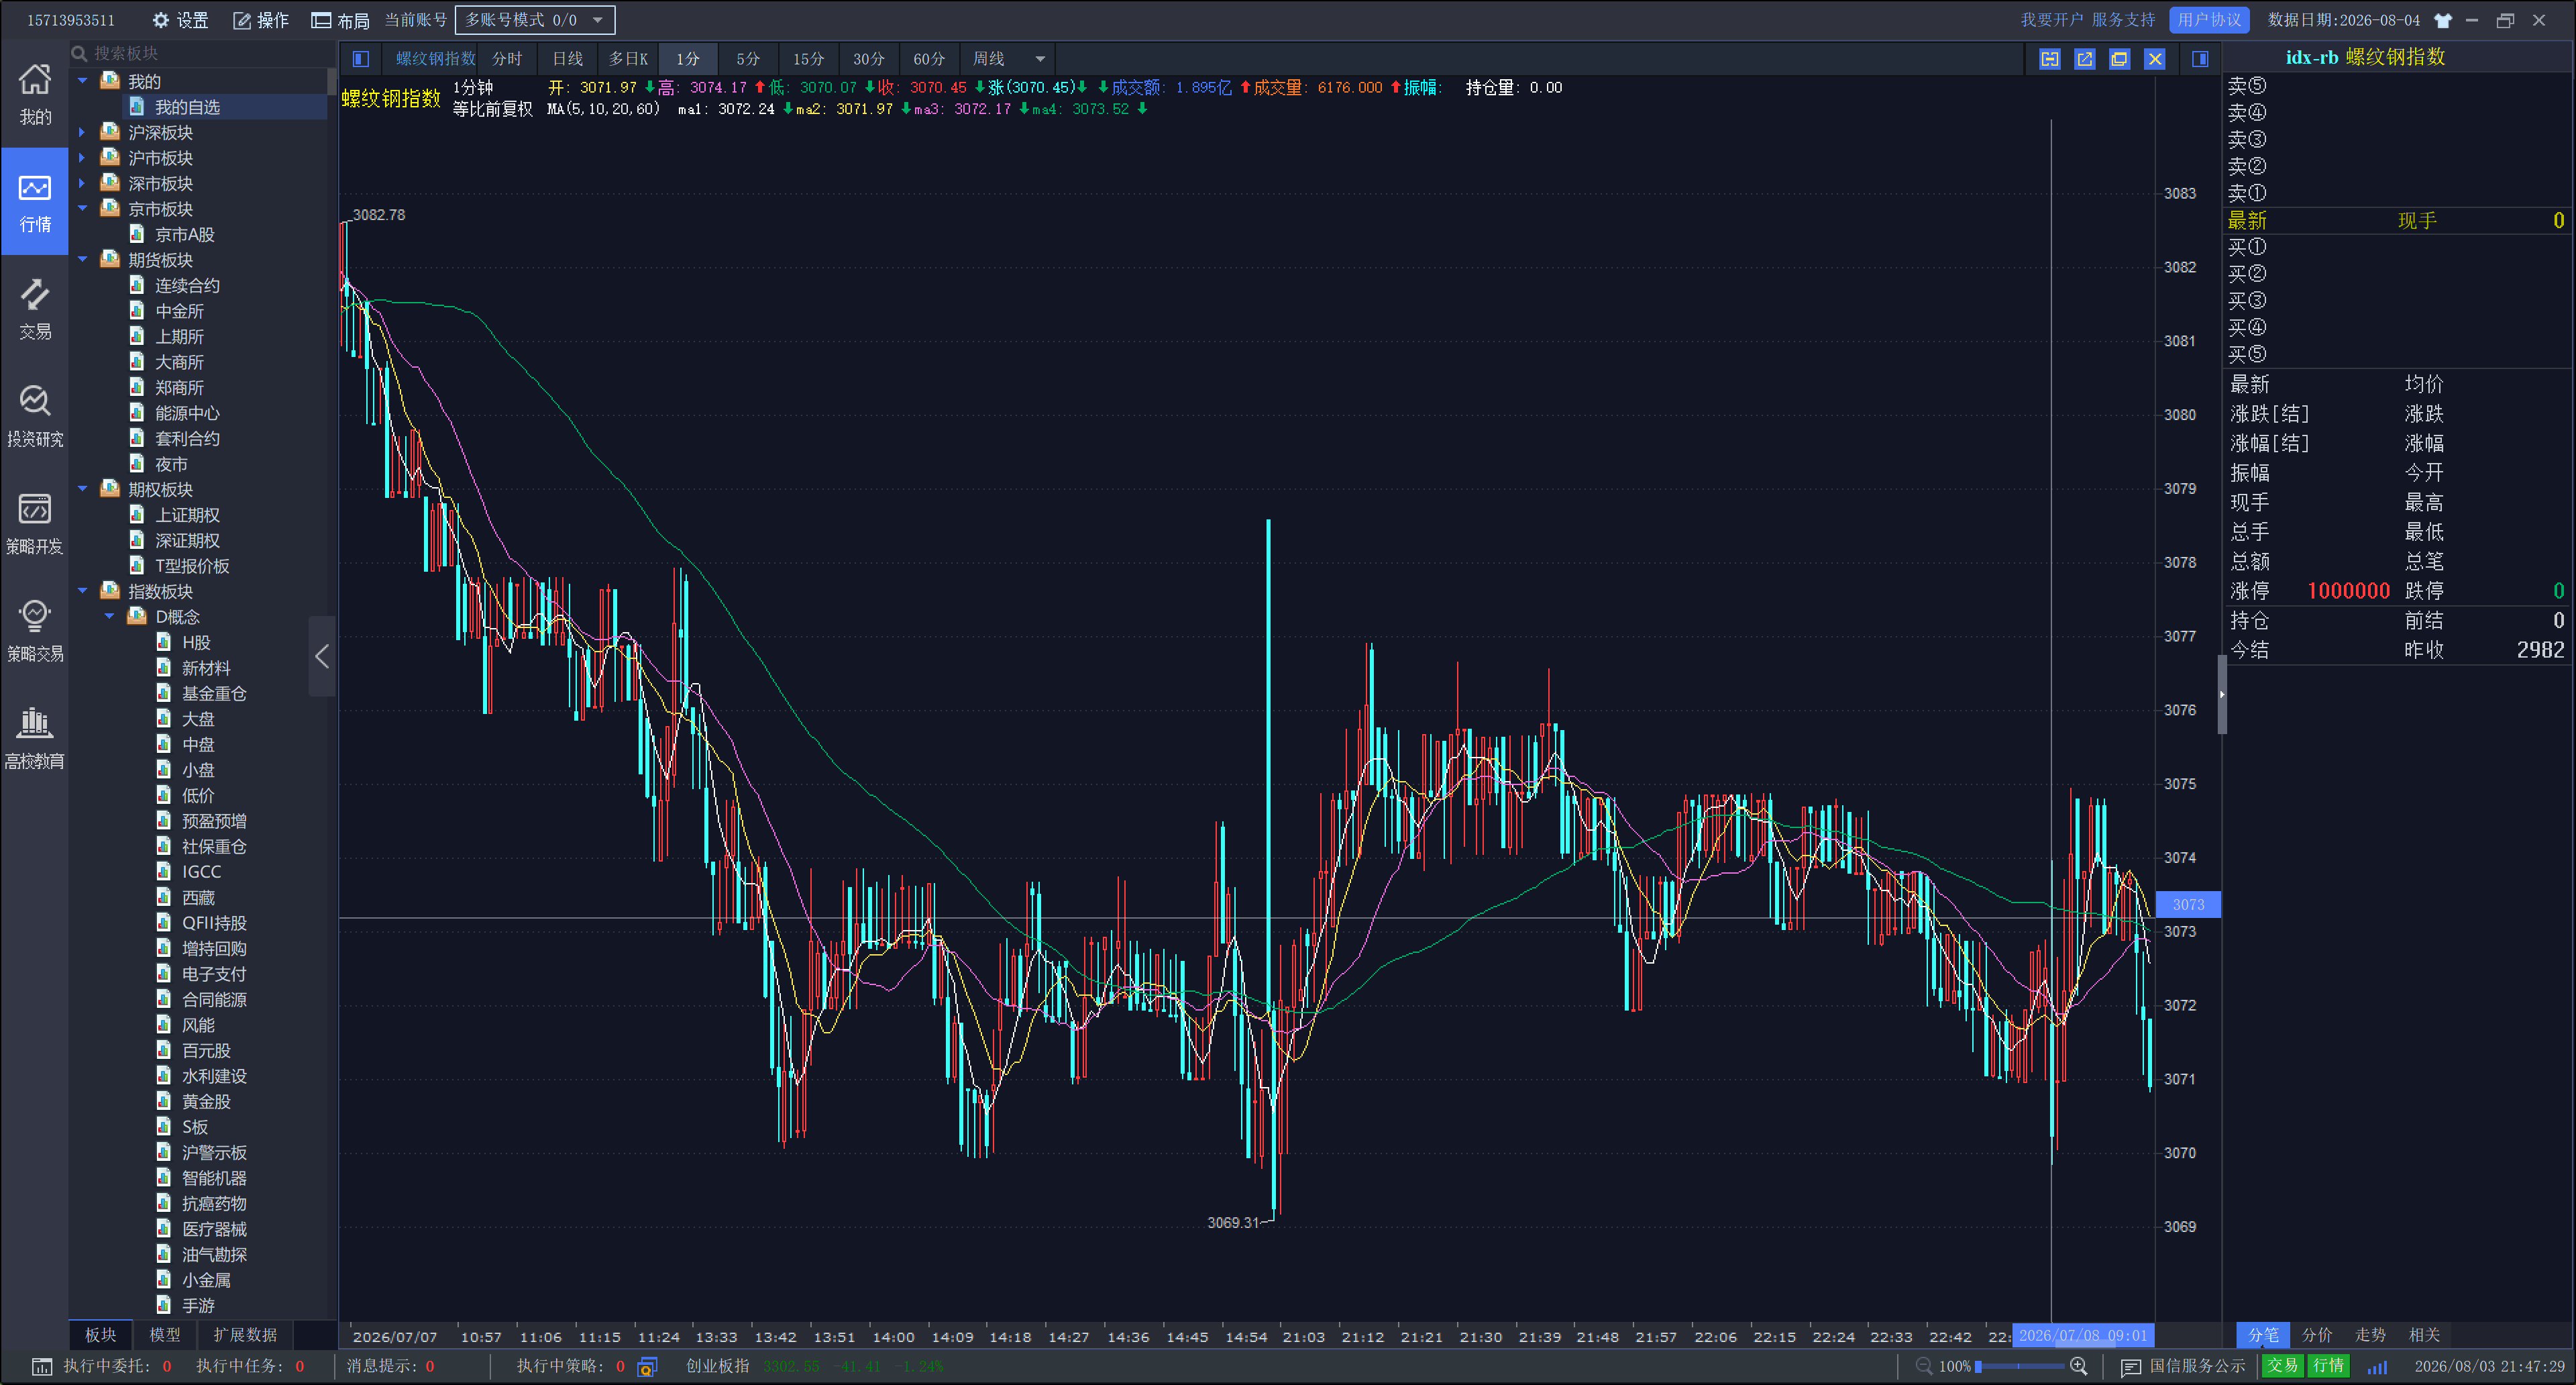 15713953511 设置 操作 布局 当前账号 多账号模式 0/0 我要开户 服务支持 用户协议 数据日期:2026-08-04
我的
行情
交易
投资研究
策略开发
策略交易
高校教育
搜索板块
我的
我的自选
沪深板块
沪市板块
深市板块
京市板块
京市A股
期货板块
连续合约
中金所
上期所
大商所
郑商所
能源中心
套利合约
夜市
期权板块
上证期权
深证期权
T型报价板
指数板块
D概念
H股
新材料
基金重仓
大盘
中盘
小盘
低价
预盈预增
社保重仓
IGCC
西藏
QFII持股
增持回购
电子支付
合同能源
风能
百元股
水利建设
黄金股
S板
沪警示板
智能机器
抗癌药物
医疗器械
油气勘探
小金属
手游
板块 模型 扩展数据
螺纹钢指数 分时 日线 多日K 1分 5分 15分 30分 60分 周线
螺纹钢指数
1分钟 开: 3071.97 高: 3074.17 低: 3070.07 收: 3070.45 涨(3070.45) 成交额: 1.895亿 成交量: 6176.000 振幅: 持仓量: 0.00
等比前复权 MA(5,10,20,60) ma1: 3072.24 ma2: 3071.97 ma3: 3072.17 ma4: 3073.52
3082.78
3069.31
3083
3082
3081
3080
3079
3078
3077
3076
3075
3074
3073
3073
3072
3071
3070
3069
2026/07/07 10:57 11:06 11:15 11:24 13:33 13:42 13:51 14:00 14:09 14:18 14:27 14:36 14:45 14:54 21:03 21:12 21:21 21:30 21:39 21:48 21:57 22:06 22:15 22:24 22:33 22:42 22: 2026/07/08 09:01
idx-rb 螺纹钢指数
卖⑤
卖④
卖③
卖②
卖①
最新 现手 0
买①
买②
买③
买④
买⑤
最新 均价
涨跌[结] 涨跌
涨幅[结] 涨幅
振幅 今开
现手 最高
总手 最低
总额 总笔
涨停 1000000 跌停 0
持仓 前结 0
今结 昨收 2982
分笔 分价 走势 相关
执行中委托: 0 执行中任务: 0 消息提示: 0 执行中策略: 0 创业板指 3302.55 -41.41 -1.24% 100% 国信服务公示 交易 行情 2026/08/03 21:47:29